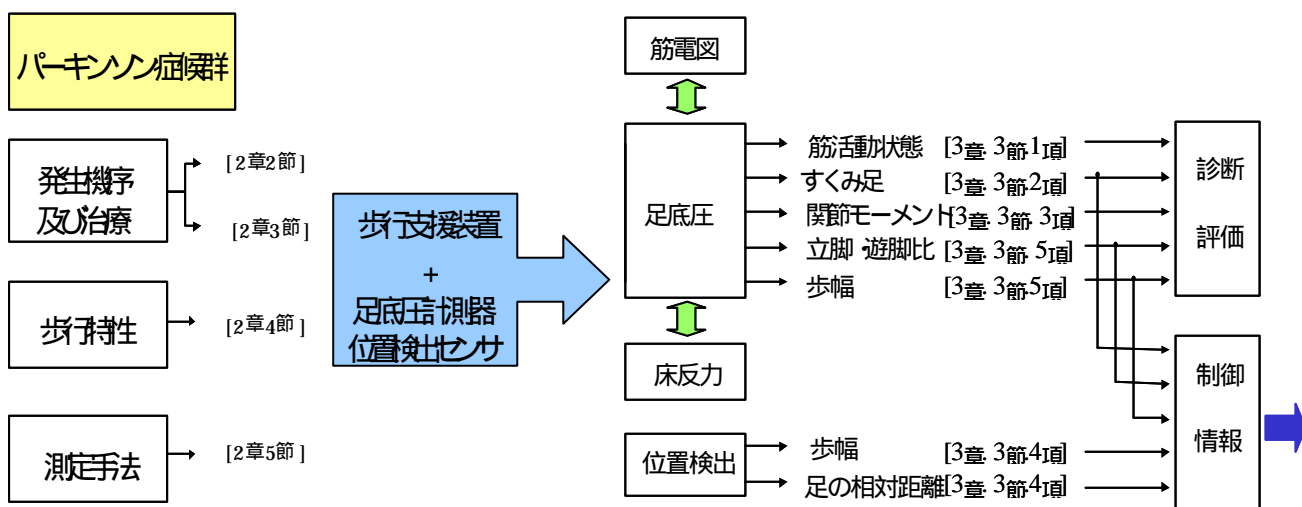 パーキンソン症候群
発生機序
及び治療
[2章2節]
[2章3節]
歩行特性
[2章4節]
測定手法
[2章5節]
歩行支援装置
+
足底圧計測器
位置検出センサ
筋電図
足底圧
床反力
位置検出
筋活動状態 [3章.3節.1項]
すくみ足 [3章.3節.2項]
関節モーメント[3章.3節.3項]
立脚・遊脚比 [3章.3節.5項]
歩幅 [3章.3節.5項]
歩幅 [3章.3節.4項]
足の相対距離[3章.3節.4項]
診断
評価
制御
情報